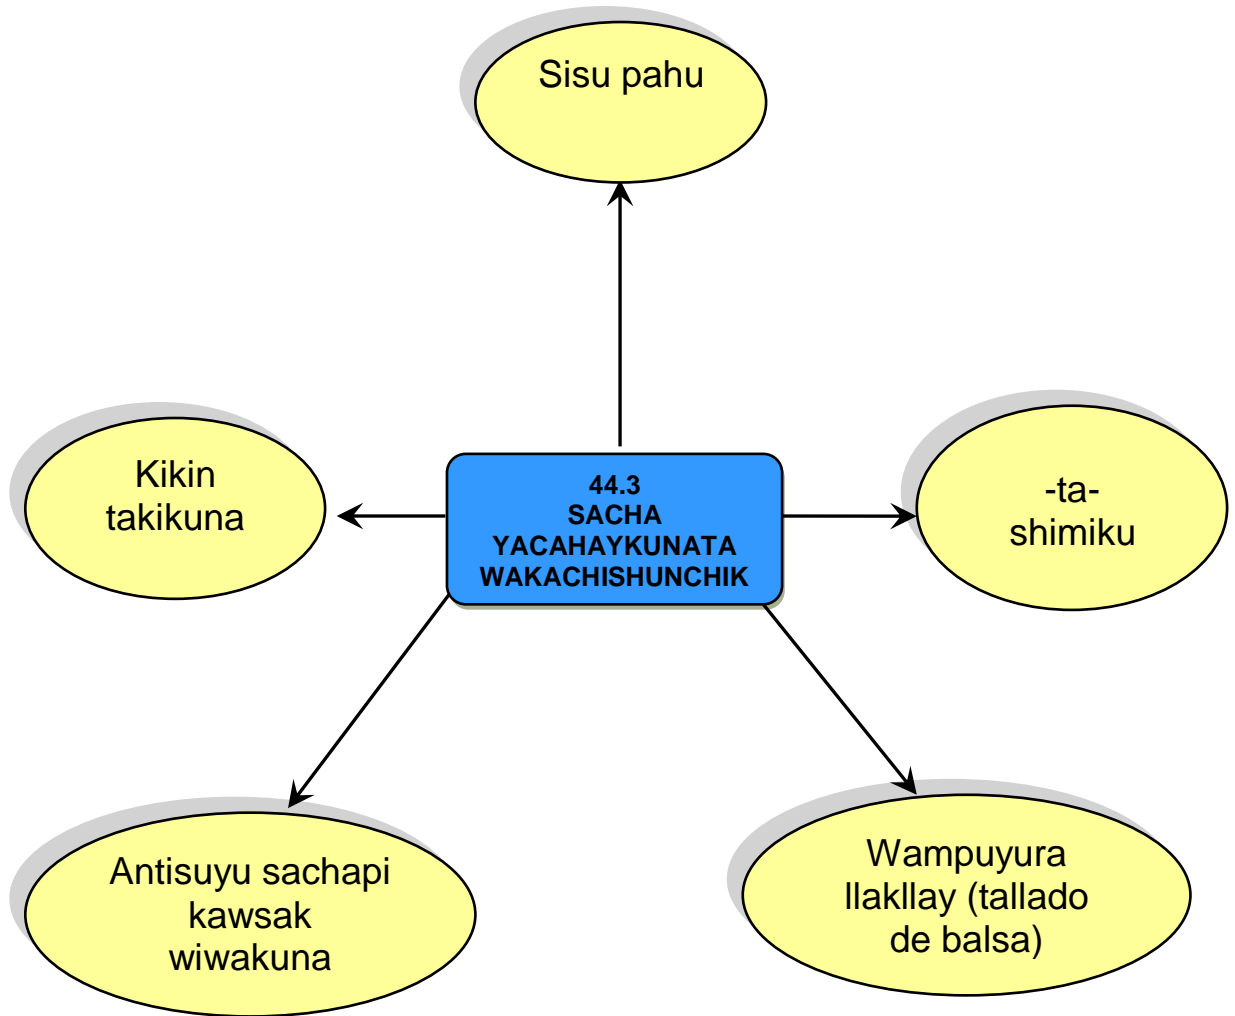 Sisu pahu
Kikin
takikuna
44.3
SACHA
YACAHAYKUNATA
WAKACHISHUNCHIK
-ta-
shimiku
Antisuyu sachapi
kawsak
wiwakuna
Wampuyura
llakllay (tallado
de balsa)